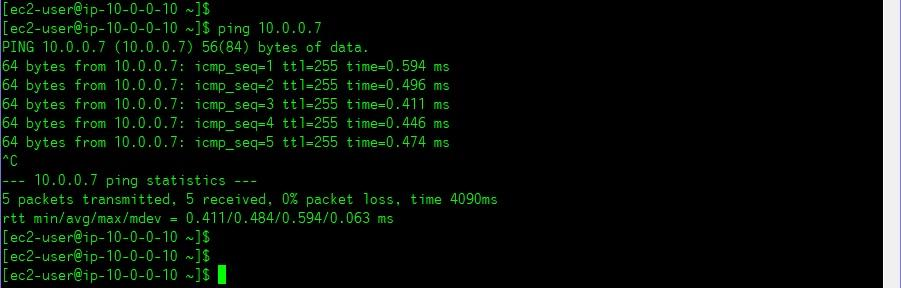 [ec2-user@ip-10-0-0-10 ~]$
[ec2-user@ip-10-0-0-10 ~]$ ping 10.0.0.7
PING 10.0.0.7 (10.0.0.7) 56(84) bytes of data.
64 bytes from 10.0.0.7: icmp_seq=1 ttl=255 time=0.594 ms
64 bytes from 10.0.0.7: icmp_seq=2 ttl=255 time=0.496 ms
64 bytes from 10.0.0.7: icmp_seq=3 ttl=255 time=0.411 ms
64 bytes from 10.0.0.7: icmp_seq=4 ttl=255 time=0.446 ms
64 bytes from 10.0.0.7: icmp_seq=5 ttl=255 time=0.474 ms
^C
--- 10.0.0.7 ping statistics ---
5 packets transmitted, 5 received, 0% packet loss, time 4090ms
rtt min/avg/max/mdev = 0.411/0.484/0.594/0.063 ms
[ec2-user@ip-10-0-0-10 ~]$
[ec2-user@ip-10-0-0-10 ~]$
[ec2-user@ip-10-0-0-10 ~]$